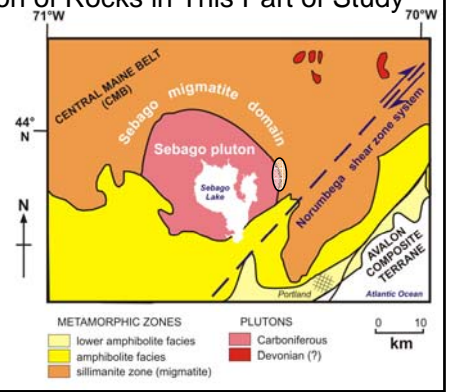 on of Rocks in This Part of Study
71°W
70°W
CENTRAL MAINE BELT
(CMB)
Sebago migmatite domain
44°
N
Sebago pluton
Sebago
Lake
Norumbega shear zone system
N
AVALON
COMPOSITE
TERRANE
Portland
Atlantic Ocean
METAMORPHIC ZONES
lower amphibolite facies
amphibolite facies
sillimanite zone (migmatite)
PLUTONS
Carboniferous
Devonian (?)
0 10
km